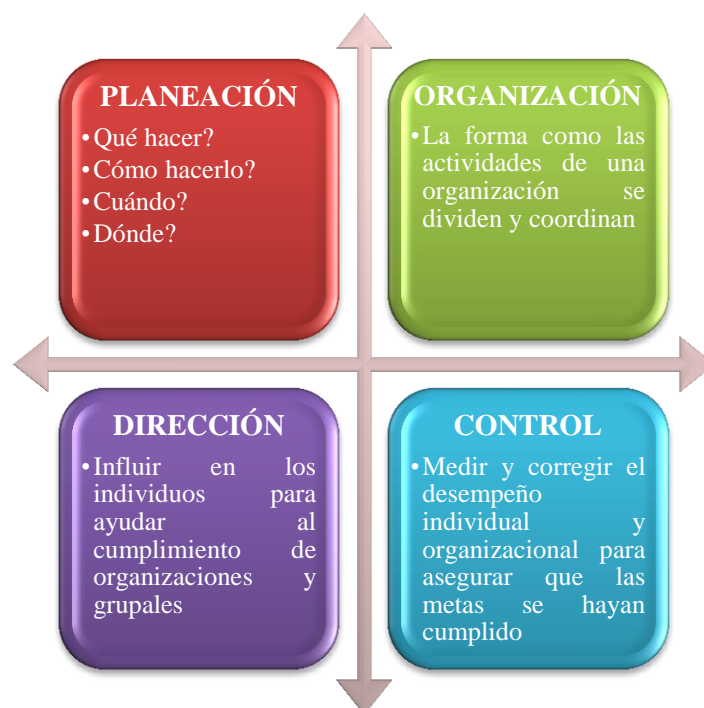 PLANEACIÓN
•Qué hacer?
•Cómo hacerlo?
•Cuándo?
•Dónde?
ORGANIZACIÓN
•La forma como las
actividades de una
organización se
dividen y coordinan
DIRECCIÓN
•Influir en los
individuos para
ayudar al
cumplimiento de
organizaciones y
grupales
CONTROL
•Medir y corregir el
desempeño
individual y
organizacional para
asegurar que las
metas se hayan
cumplido